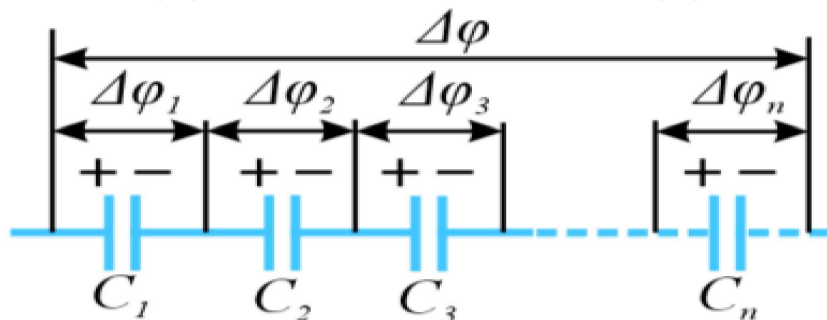 Δφ
Δφ₁ Δφ₂ Δφ₃ Δφₙ
+ − + − + − + −
C₁ C₂ C₃ Cₙ